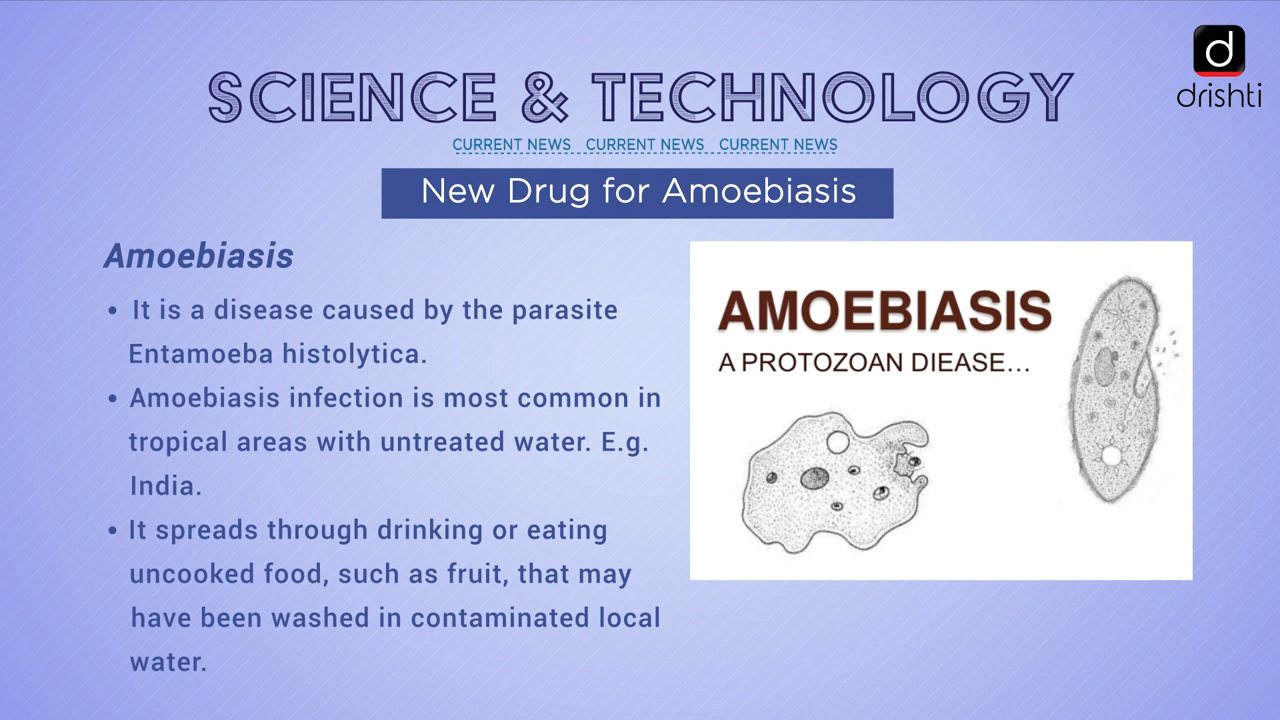 d
drishti
SCIENCE & TECHNOLOGY
CURRENT NEWS CURRENT NEWS CURRENT NEWS
New Drug for Amoebiasis
Amoebiasis
• It is a disease caused by the parasite
Entamoeba histolytica.
• Amoebiasis infection is most common in
tropical areas with untreated water. E.g.
India.
• It spreads through drinking or eating
uncooked food, such as fruit, that may
have been washed in contaminated local
water.
AMOEBIASIS
A PROTOZOAN DIEASE...